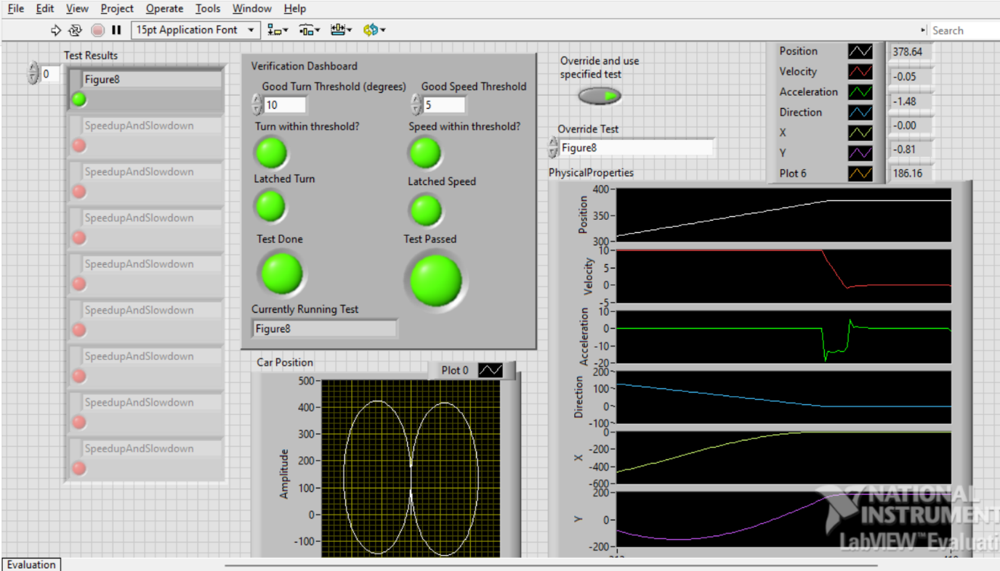 File Edit View Project Operate Tools Window Help
15pt Application Font
Search
Test Results
0
Figure8
SpeedupAndSlowdown
SpeedupAndSlowdown
SpeedupAndSlowdown
SpeedupAndSlowdown
SpeedupAndSlowdown
SpeedupAndSlowdown
SpeedupAndSlowdown
SpeedupAndSlowdown
Verification Dashboard
Good Turn Threshold (degrees) Good Speed Threshold
10 5
Turn within threshold? Speed within threshold?
Latched Turn Latched Speed
Test Done Test Passed
Currently Running Test
Figure8
Override and use
specified test
Override Test
Figure8
Position 378.64
Velocity -0.05
Acceleration -1.48
Direction -0.00
X -0.81
Y 186.16
Plot 6
PhysicalProperties
Position
400
350
300
Velocity
10
5
0
-5
Acceleration
10
0
-10
-20
Direction
200
100
0
-100
X
0
-200
-400
-600
Y
200
0
-200
Car Position
Plot 0
Amplitude
500
400
300
200
100
0
-100
NATIONAL
INSTRUMENT
LabVIEW™ Evaluati
Evaluation